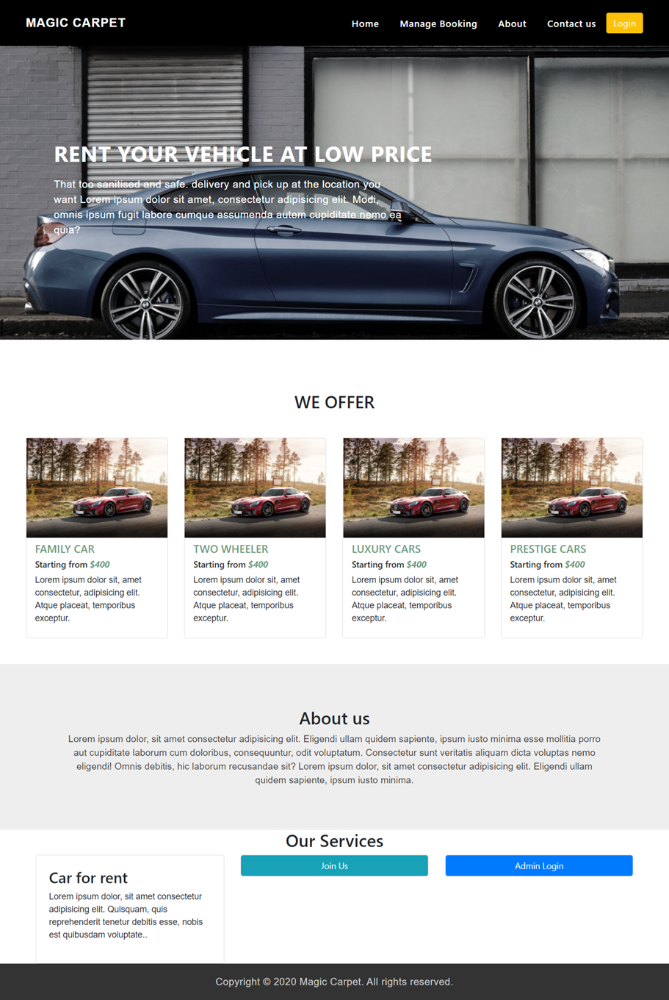 MAGIC CARPET
Home Manage Booking About Contact us Login
RENT YOUR VEHICLE AT LOW PRICE
That too sanitised and safe. delivery and pick up at the location you
want Lorem ipsum dolor sit amet, consectetur adipisicing elit. Modi,
omnis ipsum fugit labore cumque assumenda autem cupiditate nemo ea
quia?
WE OFFER
FAMILY CAR
Starting from $400
Lorem ipsum dolor sit, amet
consectetur, adipisicing elit.
Atque placeat, temporibus
exceptur.
TWO WHEELER
Starting from $400
Lorem ipsum dolor sit, amet
consectetur, adipisicing elit.
Atque placeat, temporibus
exceptur.
LUXURY CARS
Starting from $400
Lorem ipsum dolor sit, amet
consectetur, adipisicing elit.
Atque placeat, temporibus
exceptur.
PRESTIGE CARS
Starting from $400
Lorem ipsum dolor sit, amet
consectetur, adipisicing elit.
Atque placeat, temporibus
exceptur.
About us
Lorem ipsum dolor, sit amet consectetur adipisicing elit. Eligendi ullam quidem sapiente, ipsum iusto minima esse mollitia porro
aut cupiditate laborum cum doloribus, consequuntur, odit voluptatum. Consectetur sunt veritatis aliquam dicta voluptas nemo
eligendi! Omnis debitis, hic laborum recusandae sit? Lorem ipsum dolor, sit amet consectetur adipisicing elit. Eligendi ullam
quidem sapiente, ipsum iusto minima.
Our Services
Car for rent
Lorem ipsum dolor, sit amet consectetur
adipisicing elit. Quisquam, quis
reprehenderit tenetur debitis esse, nobis
est quibusdam voluptate..
Join Us
Admin Login
Copyright © 2020 Magic Carpet. All rights reserved.